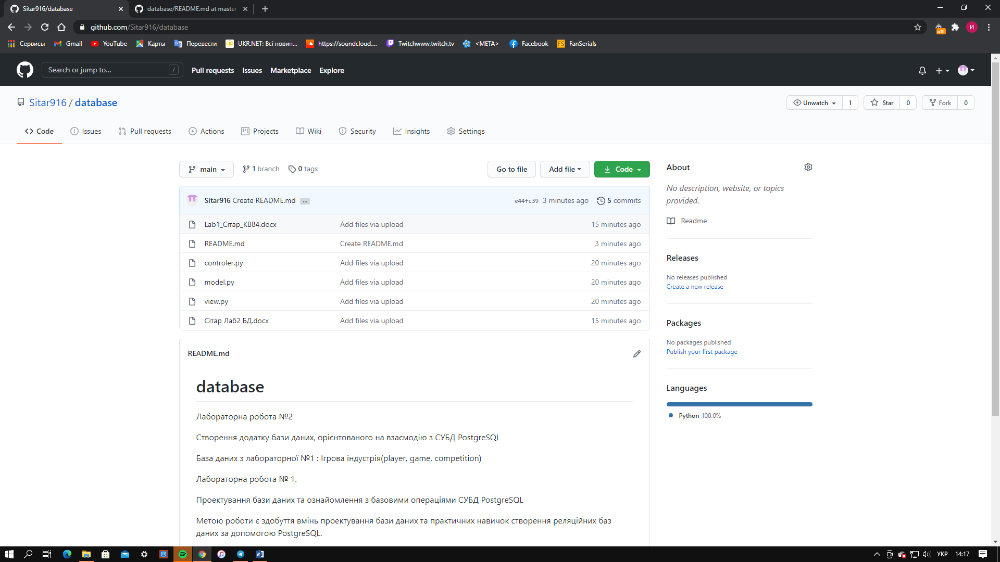 Sitar916/database
database/README.md at master
github.com/Sitar916/database
Сервисы Gmail YouTube Карты Перевести UKR.NET: Всі новин... https://soundcloud.... Twitchwww.twitch.tv <META> Facebook FanSerials
off
И
Search or jump to...
/
Pull requests Issues Marketplace Explore
Sitar916 / database
Unwatch 1 Star 0 Fork 0
Code Issues Pull requests Actions Projects Wiki Security Insights Settings
main 1 branch 0 tags
Go to file Add file Code
Sitar916 Create README.md ... e44fc39 3 minutes ago 5 commits
Lab1_Сітар_КВ84.docx Add files via upload 15 minutes ago
README.md Create README.md 3 minutes ago
controler.py Add files via upload 20 minutes ago
model.py Add files via upload 20 minutes ago
view.py Add files via upload 20 minutes ago
Сітар Лаб2 БД.docx Add files via upload 15 minutes ago
README.md
database
Лабораторна робота №2
Створення додатку бази даних, орієнтованого на взаємодію з СУБД PostgreSQL
База даних з лабораторної №1 : Ігрова індустрія(player, game, competition)
Лабораторна робота № 1.
Проектування бази даних та ознайомлення з базовими операціями СУБД PostgreSQL
Метою роботи є здобуття вмінь проектування бази даних та практичних навичок створення реляційних баз
даних за допомогою PostgreSQL.
About
No description, website, or topics
provided.
Readme
Releases
No releases published
Create a new release
Packages
No packages published
Publish your first package
Languages
Python 100.0%
УКР 14:17